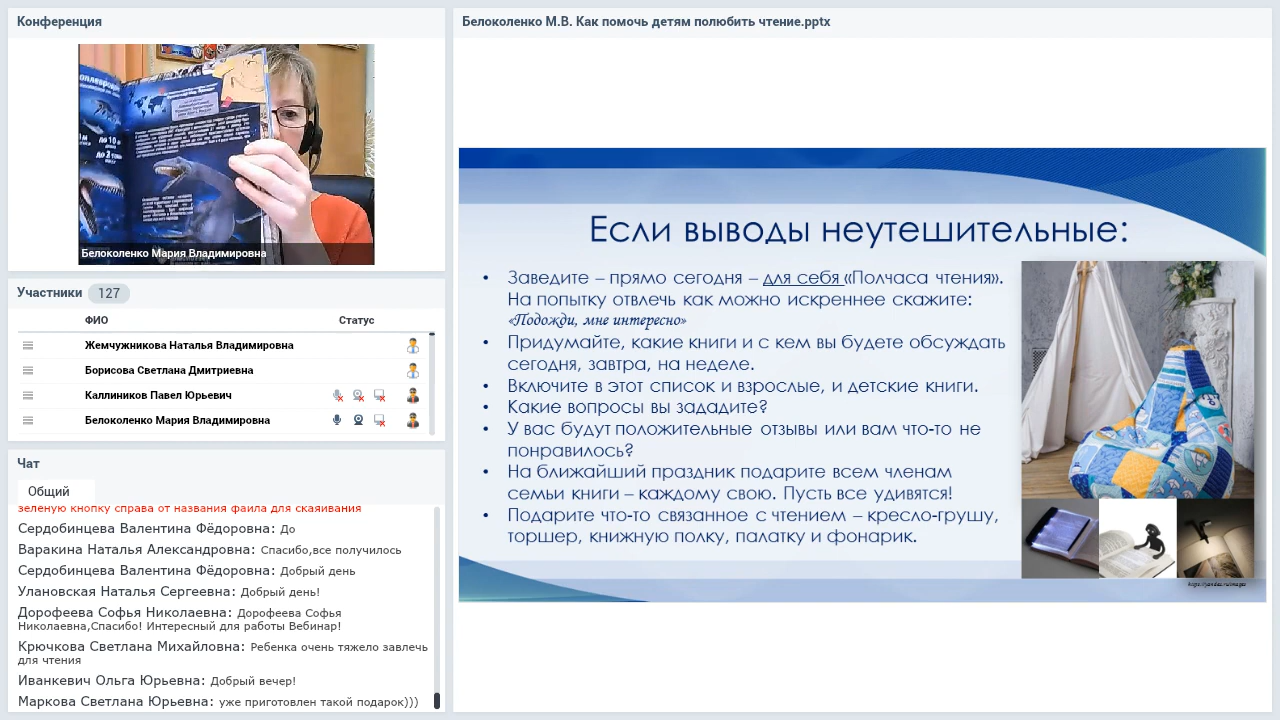 Конференция
Белоколенко Мария Владимировна
Участники 127
ФИО Статус
Жемчужникова Наталья Владимировна
Борисова Светлана Дмитриевна
Каллиников Павел Юрьевич
Белоколенко Мария Владимировна
Чат
Общий
зеленую кнопку справа от названия файла для скаяивания
Сердобинцева Валентина Фёдоровна: До
Варакина Наталья Александровна: Спасибо,все получилось
Сердобинцева Валентина Фёдоровна: Добрый день
Улановская Наталья Сергеевна: Добрый день!
Дорофеева Софья Николаевна: Дорофеева Софья
Николаевна,Спасибо! Интересный для работы Вебинар!
Крючкова Светлана Михайловна: Ребенка очень тяжело завлечь
для чтения
Иванкевич Ольга Юрьевна: Добрый вечер!
Маркова Светлана Юрьевна: уже приготовлен такой подарок)))
Белоколенко М.В. Как помочь детям полюбить чтение.pptx
Если выводы неутешительные:
• Заведите – прямо сегодня – для себя «Полчаса чтения».
На попытку отвлечь как можно искреннее скажите:
«Подожди, мне интересно»
• Придумайте, какие книги и с кем вы будете обсуждать
сегодня, завтра, на неделе.
• Включите в этот список и взрослые, и детские книги.
• Какие вопросы вы зададите?
• У вас будут положительные отзывы или вам что-то не
понравилось?
• На ближайший праздник подарите всем членам
семьи книги – каждому свою. Пусть все удивятся!
• Подарите что-то связанное с чтением – кресло-грушу,
торшер, книжную полку, палатку и фонарик.